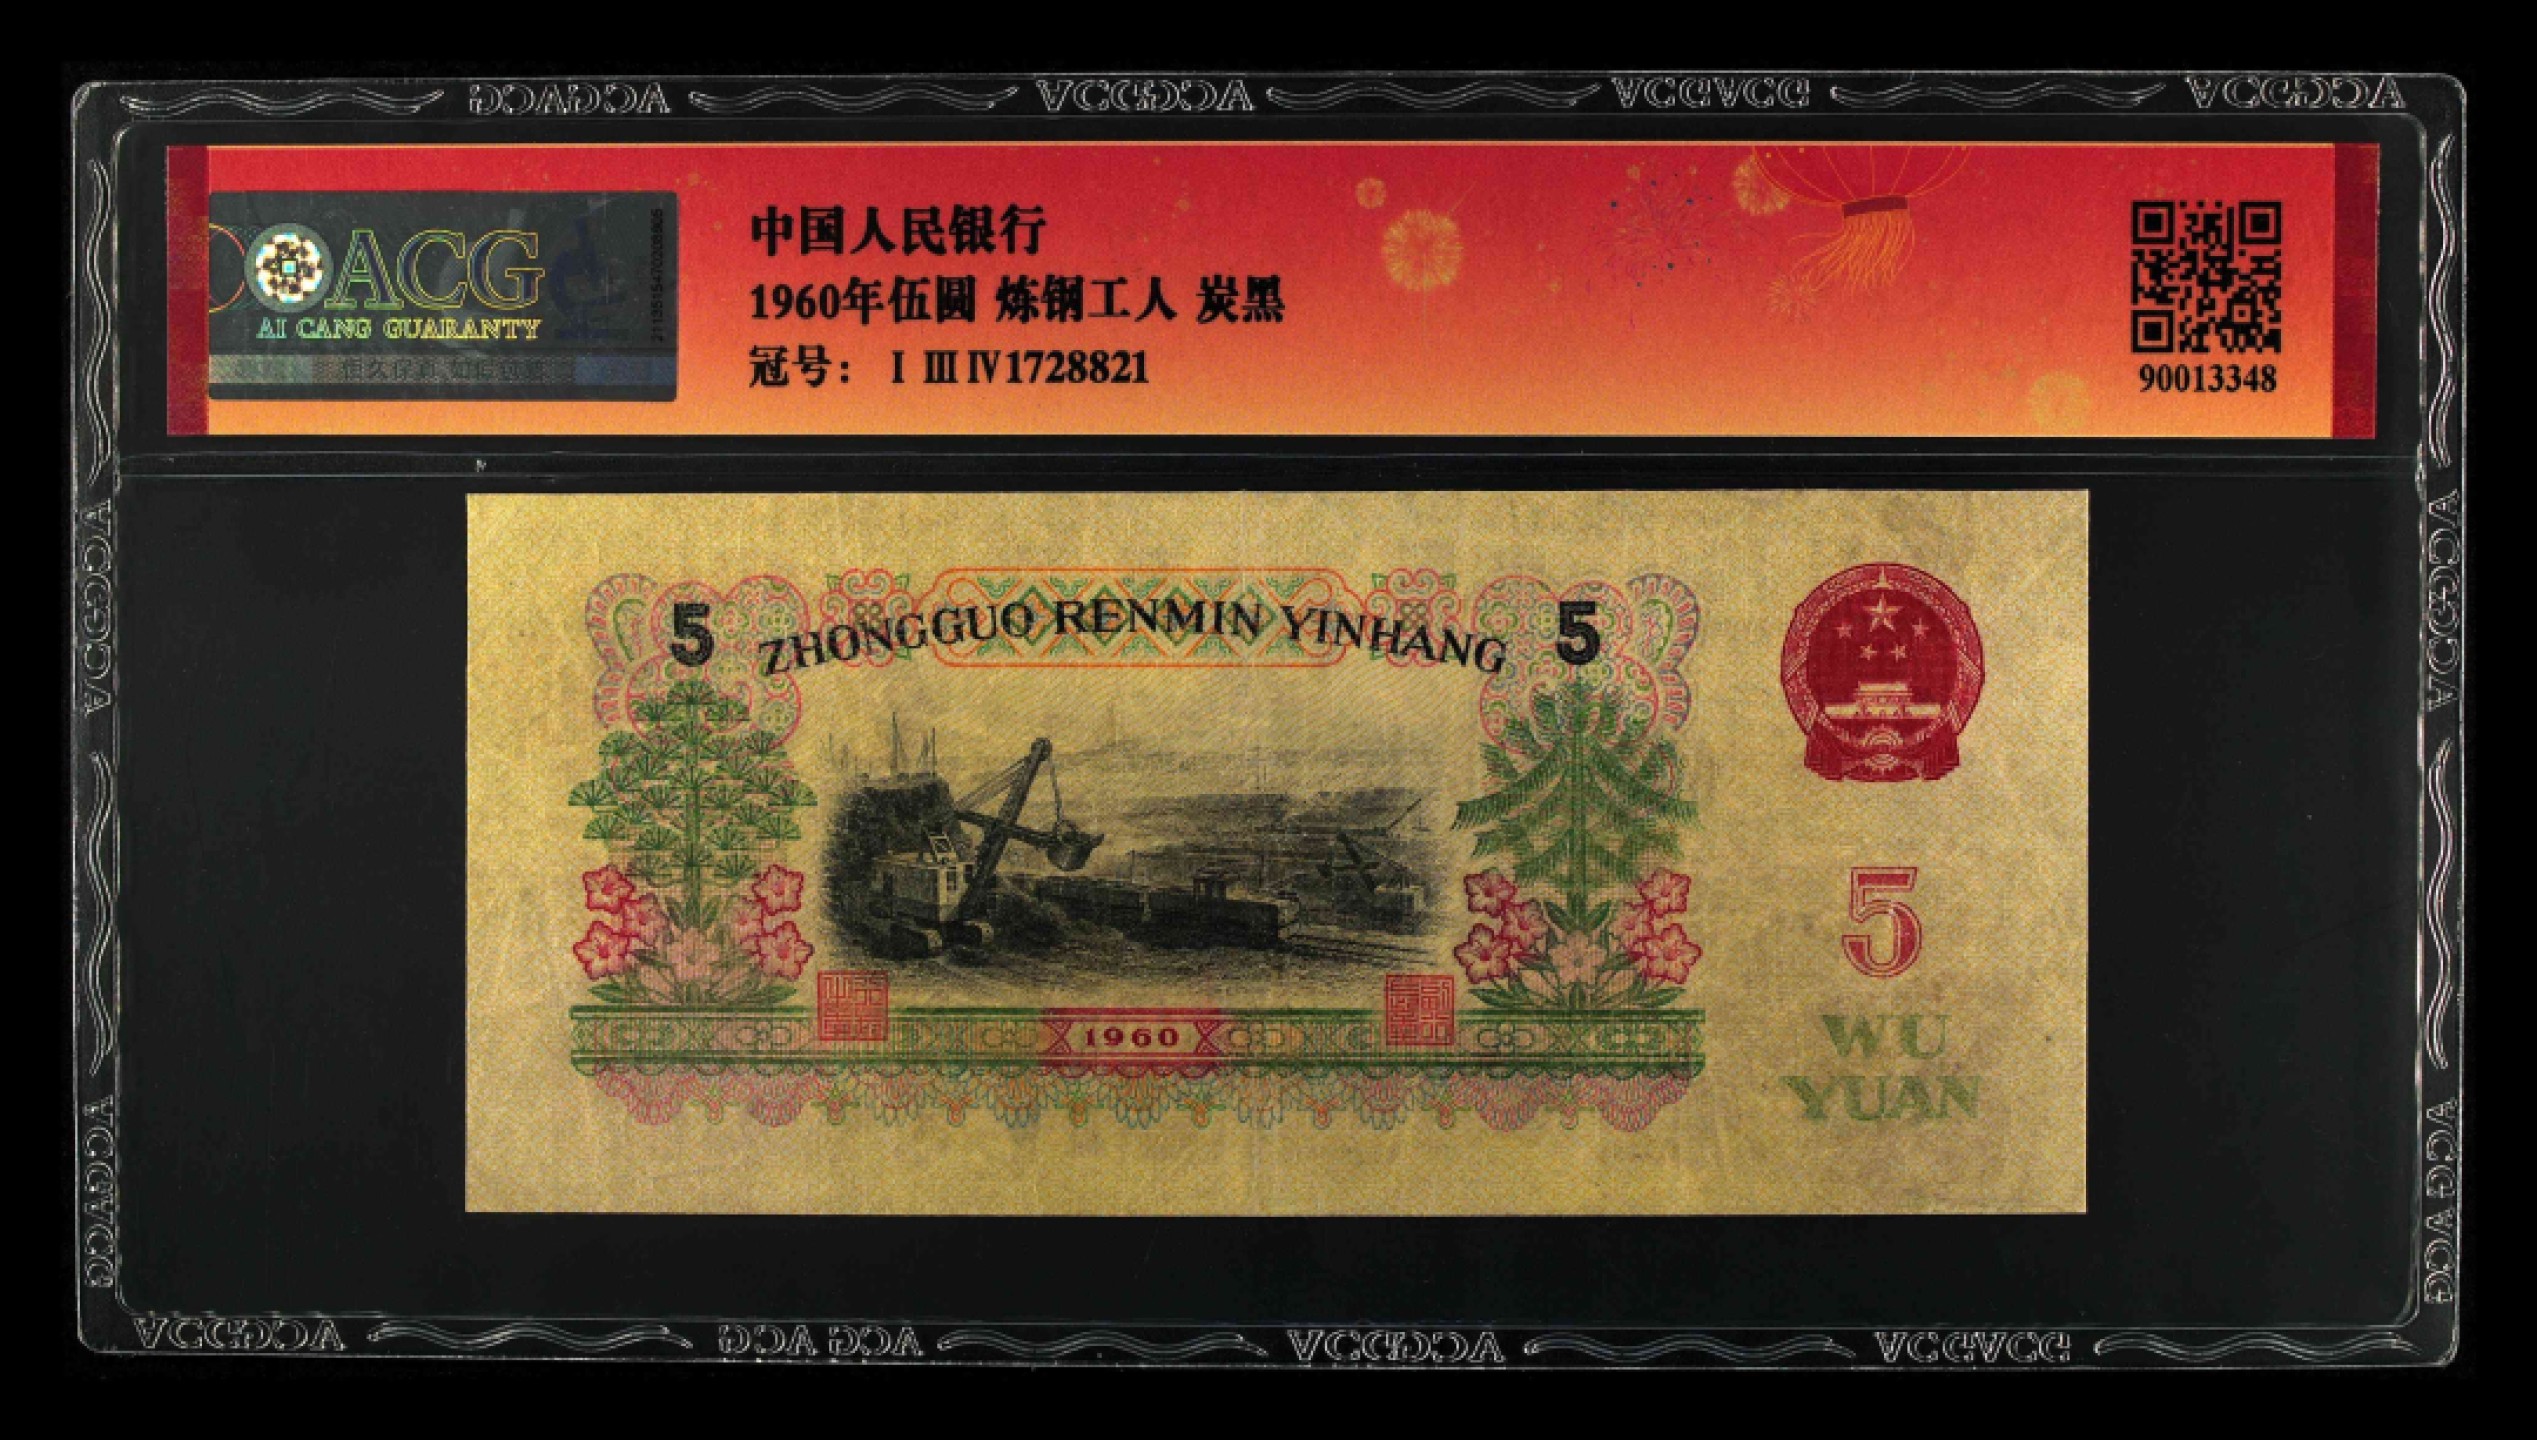 ACG
AI CANG GUARANTY
中国人民银行
1960年伍圆 炼钢工人 炭黑
冠号: Ⅰ Ⅲ Ⅳ1728821
90013348
5 ZHONGGUO RENMIN YINHANG 5
1960
5
WU
YUAN